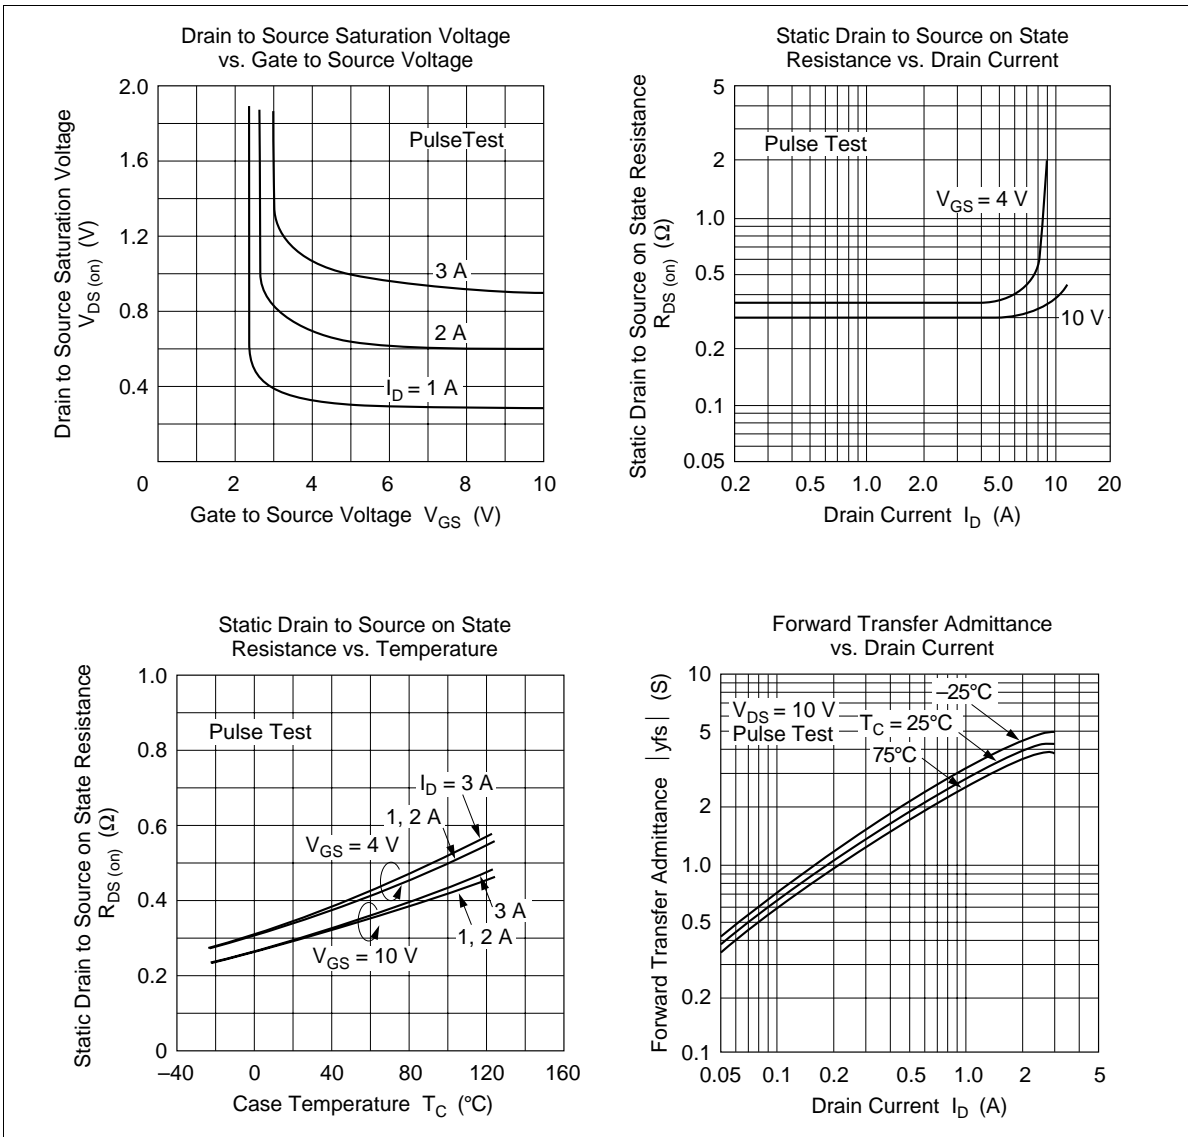 Drain to Source Saturation Voltage
vs. Gate to Source Voltage
Drain to Source Saturation Voltage
V_DS (on) (V)
2.0
1.6
1.2
0.8
0.4
PulseTest
3 A
2 A
I_D = 1 A
0 2 4 6 8 10
Gate to Source Voltage V_GS (V)
Static Drain to Source on State
Resistance vs. Drain Current
Static Drain to Source on State Resistance
R_DS (on) (Ω)
5
2
1.0
0.5
0.2
0.1
0.05
Pulse Test
V_GS = 4 V
10 V
0.2 0.5 1.0 2.0 5.0 10 20
Drain Current I_D (A)
Static Drain to Source on State
Resistance vs. Temperature
Static Drain to Source on State Resistance
R_DS (on) (Ω)
1.0
0.8
0.6
0.4
0.2
0
Pulse Test
I_D = 3 A
1, 2 A
V_GS = 4 V
3 A
1, 2 A
V_GS = 10 V
–40 0 40 80 120 160
Case Temperature T_C (°C)
Forward Transfer Admittance
vs. Drain Current
Forward Transfer Admittance |yfs| (S)
10
5
2
1.0
0.5
0.2
0.1
–25°C
V_DS = 10 V
Pulse Test
T_C = 25°C
75°C
0.05 0.1 0.2 0.5 1.0 2 5
Drain Current I_D (A)